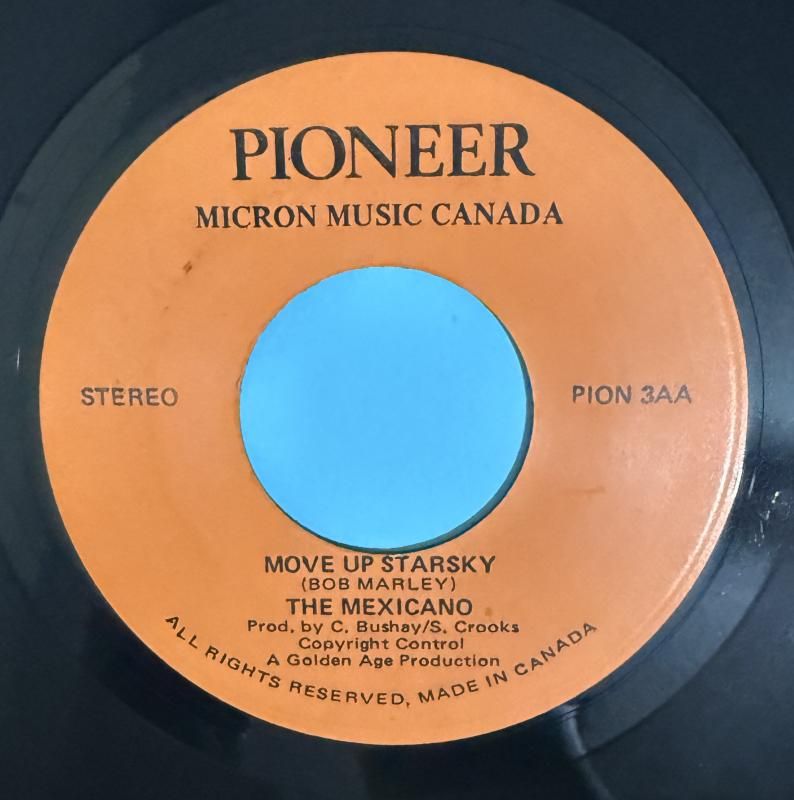 PIONEER
MICRON MUSIC CANADA
STEREO
PION 3AA
MOVE UP STARSKY
(BOB MARLEY)
THE MEXICANO
Prod. by C. Bushay/S. Crooks
Copyright Control
A Golden Age Production
ALL RIGHTS RESERVED, MADE IN CANADA